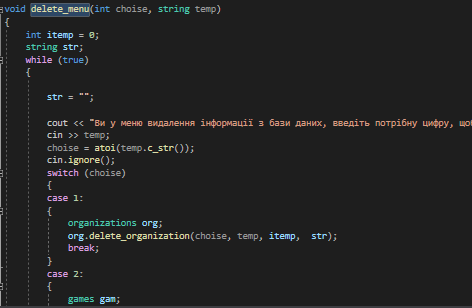 void delete_menu(int choise, string temp)
{
int itemp = 0;
string str;
while (true)
{
str = "";
cout << "Ви у меню видалення інформації з бази даних, введіть потрібну цифру, що
cin >> temp;
choise = atoi(temp.c_str());
cin.ignore();
switch (choise)
{
case 1:
{
organizations org;
org.delete_organization(choise, temp, itemp,  str);
break;
}
case 2:
{
games gam;